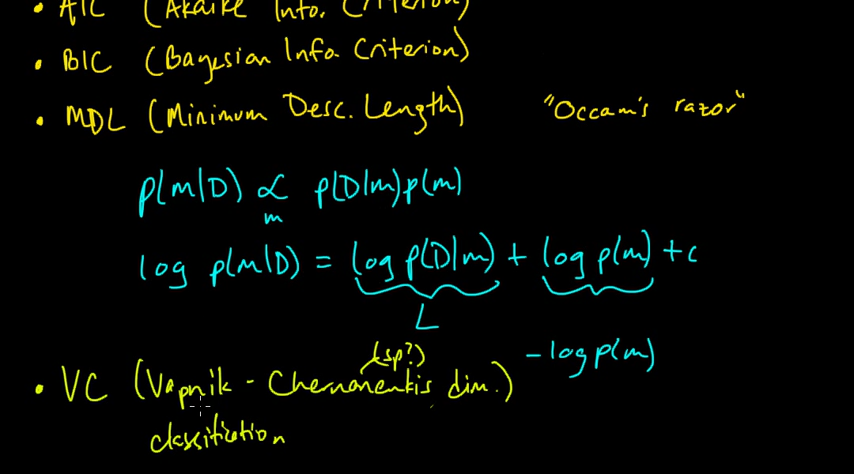 • AIC (Akaike Info. Criterion)
• BIC (Bayesian Info Criterion)
• MDL (Minimum Desc. Length) "Occam's razor"
p(m|D) ∝ p(D|m)p(m)
m
log p(m|D) = log p(D|m) + log p(m) + c
L
- log p(m)
(sp?)
• VC (Vapnik - Chernonenkis dim.)
classification